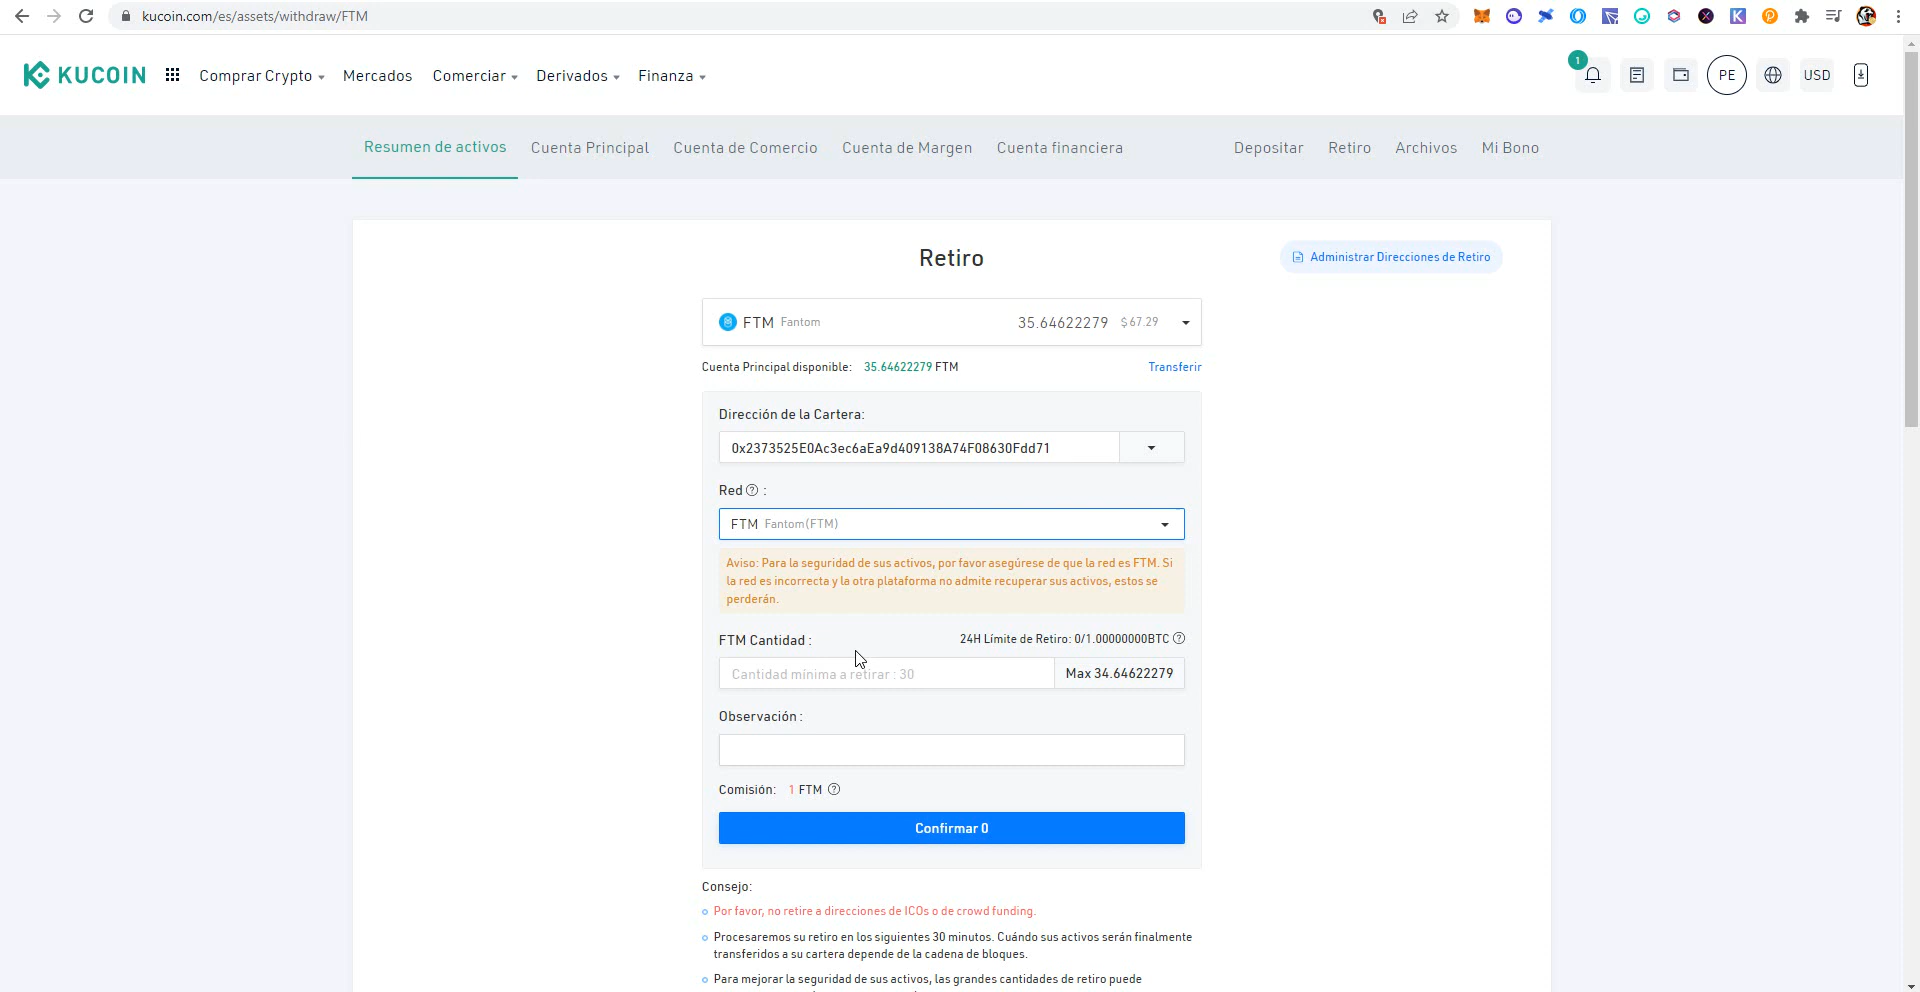 kucoin.com/es/assets/withdraw/FTM
KUCOIN
Comprar Crypto
Mercados
Comerciar
Derivados
Finanza
1
PE
USD
Resumen de activos
Cuenta Principal
Cuenta de Comercio
Cuenta de Margen
Cuenta financiera
Depositar
Retiro
Archivos
Mi Bono
Retiro
Administrar Direcciones de Retiro
FTM Fantom 35.64622279 $67.29
Cuenta Principal disponible: 35.64622279 FTM
Transferir
Dirección de la Cartera:
0x2373525E0Ac3ec6aEa9d409138A74F08630Fdd71
Red ? :
FTM Fantom(FTM)
Aviso: Para la seguridad de sus activos, por favor asegúrese de que la red es FTM. Si
la red es incorrecta y la otra plataforma no admite recuperar sus activos, estos se
perderán.
FTM Cantidad :
24H Límite de Retiro: 0/1.00000000BTC ?
Cantidad mínima a retirar : 30
Max 34.64622279
Observación :
Comisión: 1 FTM ?
Confirmar 0
Consejo:
Por favor, no retire a direcciones de ICOs o de crowd funding.
Procesaremos su retiro en los siguientes 30 minutos. Cuándo sus activos serán finalmente
transferidos a su cartera depende de la cadena de bloques.
Para mejorar la seguridad de sus activos, las grandes cantidades de retiro puede